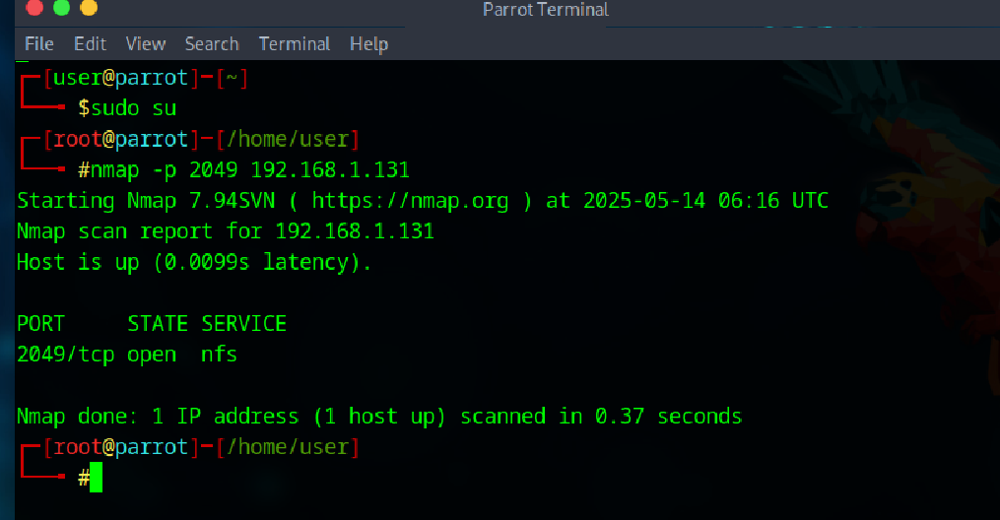 Parrot Terminal
File Edit View Search Terminal Help
┌─[user@parrot]─[~]
└──╼ $sudo su
┌─[root@parrot]─[/home/user]
└──╼ #nmap -p 2049 192.168.1.131
Starting Nmap 7.94SVN ( https://nmap.org ) at 2025-05-14 06:16 UTC
Nmap scan report for 192.168.1.131
Host is up (0.0099s latency).
PORT     STATE SERVICE
2049/tcp open  nfs
Nmap done: 1 IP address (1 host up) scanned in 0.37 seconds
┌─[root@parrot]─[/home/user]
└──╼ #